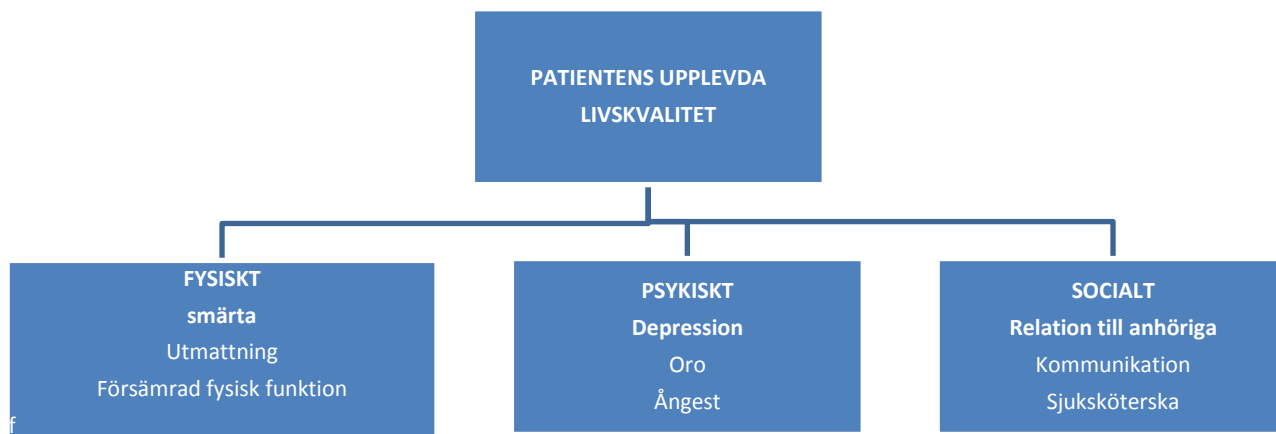 PATIENTENS UPPLEVDA
LIVSKVALITET
FYSISKT
smärta
Utmattning
Försämrad fysisk funktion
f
PSYKISKT
Depression
Oro
Ångest
SOCIALT
Relation till anhöriga
Kommunikation
Sjuksköterska